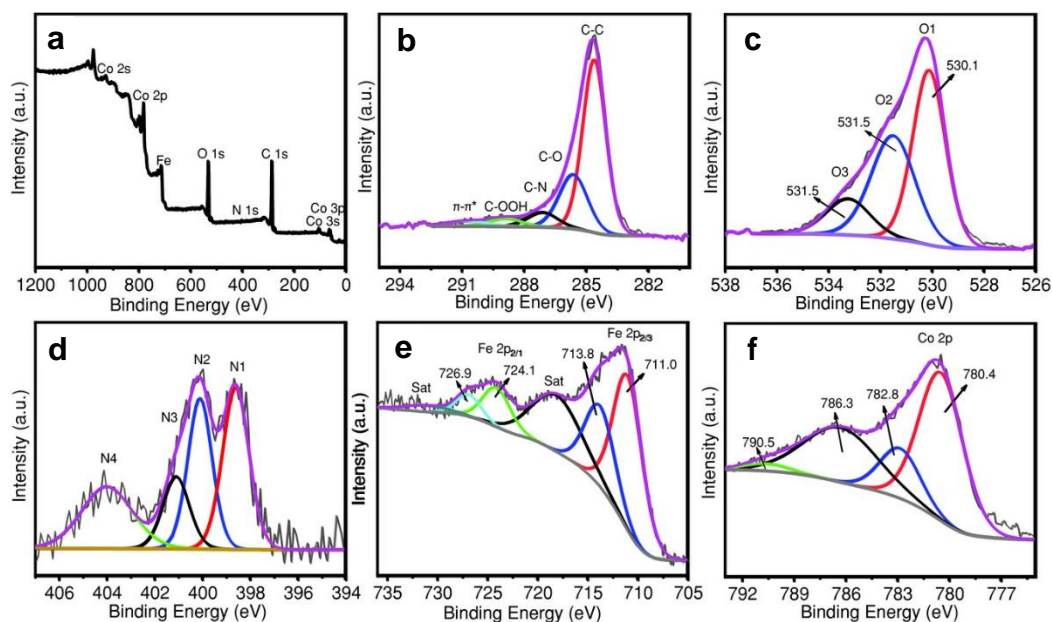 a
Co 2s
Co 2p
Fe
O 1s
C 1s
N 1s
Co 3p
Co 3s
Intensity (a.u.)
1200 1000 800 600 400 200 0
Binding Energy (eV)
b
C-C
C-O
C-N
π-π* C-OOH
Intensity (a.u.)
294 291 288 285 282 280
Binding Energy (eV)
c
O1
530.1
O2
531.5
O3
531.5
Intensity (a.u.)
538 536 534 532 530 528 526
Binding Energy (eV)
d
N2 N1
N3
N4
Intensity (a.u.)
406 404 402 400 398 396 394
Binding Energy (eV)
e
Fe 2p2/3
Fe 2p2/1
713.8
711.0
Sat 726.9 724.1 Sat
Intensity (a.u.)
735 730 725 720 715 710 705
Binding Energy (eV)
f
Co 2p
780.4
782.8
786.3
790.5
Intensity (a.u.)
792 789 786 783 780 777
Binding Energy (eV)